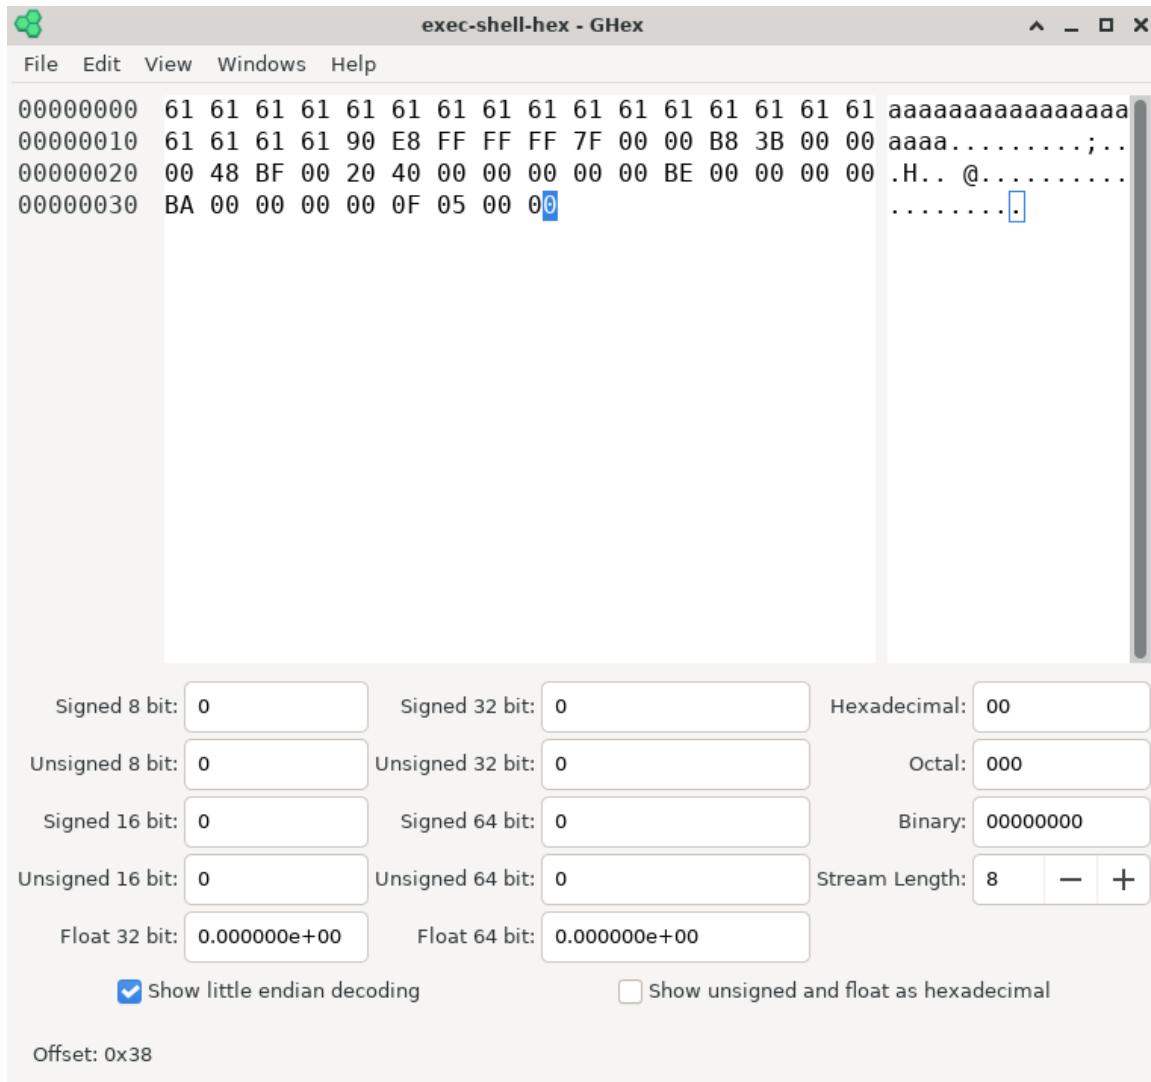 exec-shell-hex - GHex
File Edit View Windows Help
00000000 61 61 61 61 61 61 61 61 61 61 61 61 61 61 61 61 aaaaaaaaaaaaaaaa
00000010 61 61 61 61 90 E8 FF FF FF 7F 00 00 B8 3B 00 00 aaaa.........;..
00000020 00 48 BF 00 20 40 00 00 00 00 00 BE 00 00 00 00 .H.. @..........
00000030 BA 00 00 00 00 0F 05 00 00 .........
Signed 8 bit: 0 Signed 32 bit: 0 Hexadecimal: 00
Unsigned 8 bit: 0 Unsigned 32 bit: 0 Octal: 000
Signed 16 bit: 0 Signed 64 bit: 0 Binary: 00000000
Unsigned 16 bit: 0 Unsigned 64 bit: 0 Stream Length: 8 − +
Float 32 bit: 0.000000e+00 Float 64 bit: 0.000000e+00
Show little endian decoding Show unsigned and float as hexadecimal
Offset: 0x38